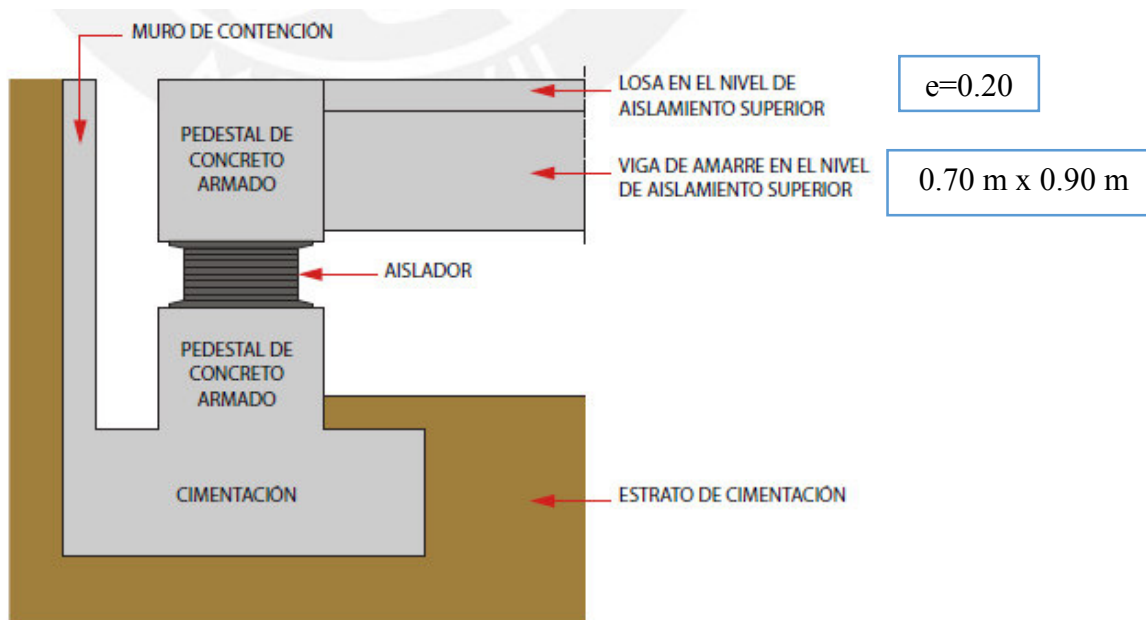 MURO DE CONTENCIÓN
LOSA EN EL NIVEL DE
AISLAMIENTO SUPERIOR
e=0.20
PEDESTAL DE
CONCRETO
ARMADO
VIGA DE AMARRE EN EL NIVEL
DE AISLAMIENTO SUPERIOR
0.70 m x 0.90 m
AISLADOR
PEDESTAL DE
CONCRETO
ARMADO
CIMENTACIÓN
ESTRATO DE CIMENTACIÓN